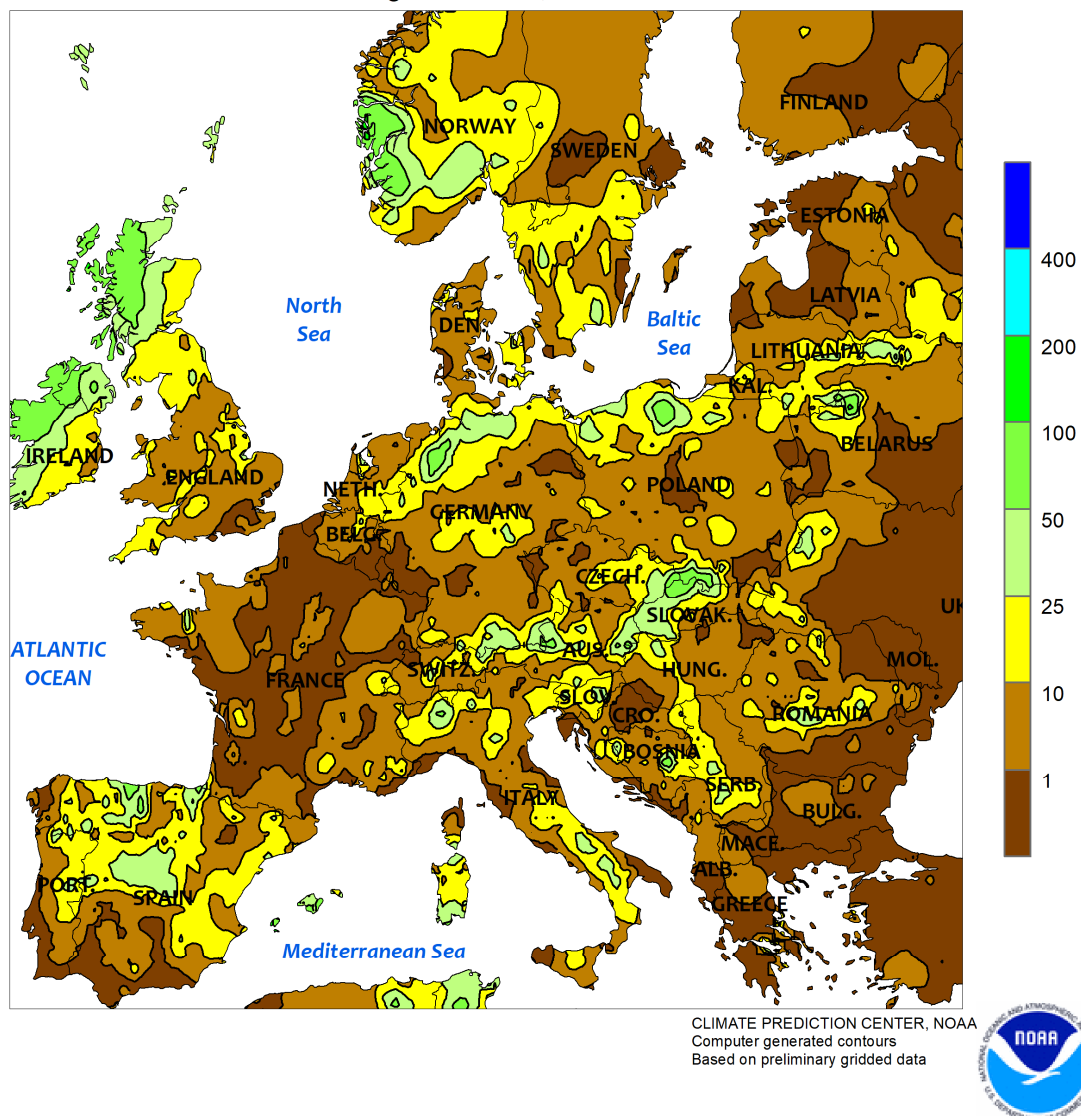 FINLAND
NORWAY
SWEDEN
ESTONIA
400
North
Sea
LATVIA
DEN.
Baltic
Sea
200
LITHUANIA
KAL.
100
IRELAND
ENGLAND
BELARUS
NETH.
POLAND
GERMANY
50
BELG.
CZECH.
SLOVAK.
25
UK
ATLANTIC
OCEAN
AUS.
MOL.
SWITZ.
HUNG.
FRANCE
SLOV.
10
CRO.
ROMANIA
BOSNIA
SERB.
1
ITALY
BULG.
MACE.
ALB.
PORT.
SPAIN
GREECE
Mediterranean Sea
CLIMATE PREDICTION CENTER, NOAA
Computer generated contours
Based on preliminary gridded data
NOAA